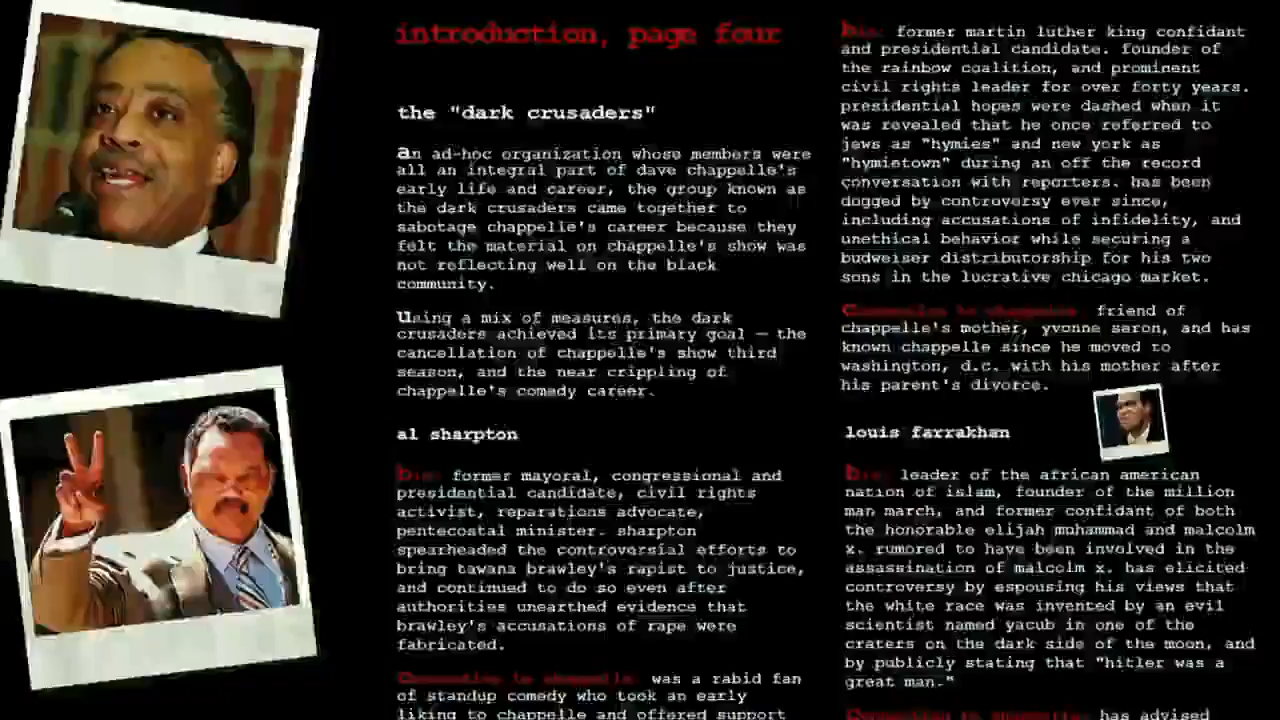 introduction, page four
the "dark crusaders"
an ad-hoc organization whose members were
all an integral part of dave chappelle's
early life and career, the group known as
the dark crusaders came together to
sabotage chappelle's career because they
felt the material on chappelle's show was
not reflecting well on the black
community.
using a mix of measures, the dark
crusaders achieved its primary goal — the
cancellation of chappelle's show third
season, and the near crippling of
chappelle's comedy career.
al sharpton
bio: former mayoral, congressional and
presidential candidate, civil rights
activist, reparations advocate,
pentecostal minister. sharpton
spearheaded the controversial efforts to
bring tawana brawley's rapist to justice,
and continued to do so even after
authorities unearthed evidence that
brawley's accusations of rape were
fabricated.
Connection to chappelle: was a rabid fan
of standup comedy who took an early
liking to chappelle and offered support
bio: former martin luther king confidant
and presidential candidate. founder of
the rainbow coalition, and prominent
civil rights leader for over forty years.
presidential hopes were dashed when it
was revealed that he once referred to
jews as "hymies" and new york as
"hymietown" during an off the record
conversation with reporters. has been
dogged by controversy ever since,
including accusations of infidelity, and
unethical behavior while securing a
budweiser distributorship for his two
sons in the lucrative chicago market.
Connection to chappelle: friend of
chappelle's mother, yvonne seron, and has
known chappelle since he moved to
washington, d.c. with his mother after
his parent's divorce.
louis farrakhan
bio: leader of the african american
nation of islam, founder of the million
man march, and former confidant of both
the honorable elijah muhammad and malcolm
x. rumored to have been involved in the
assassination of malcolm x. has elicited
controversy by espousing his views that
the white race was invented by an evil
scientist named yacub in one of the
craters on the dark side of the moon, and
by publicly stating that "hitler was a
great man."
Connection to chappelle: has advised